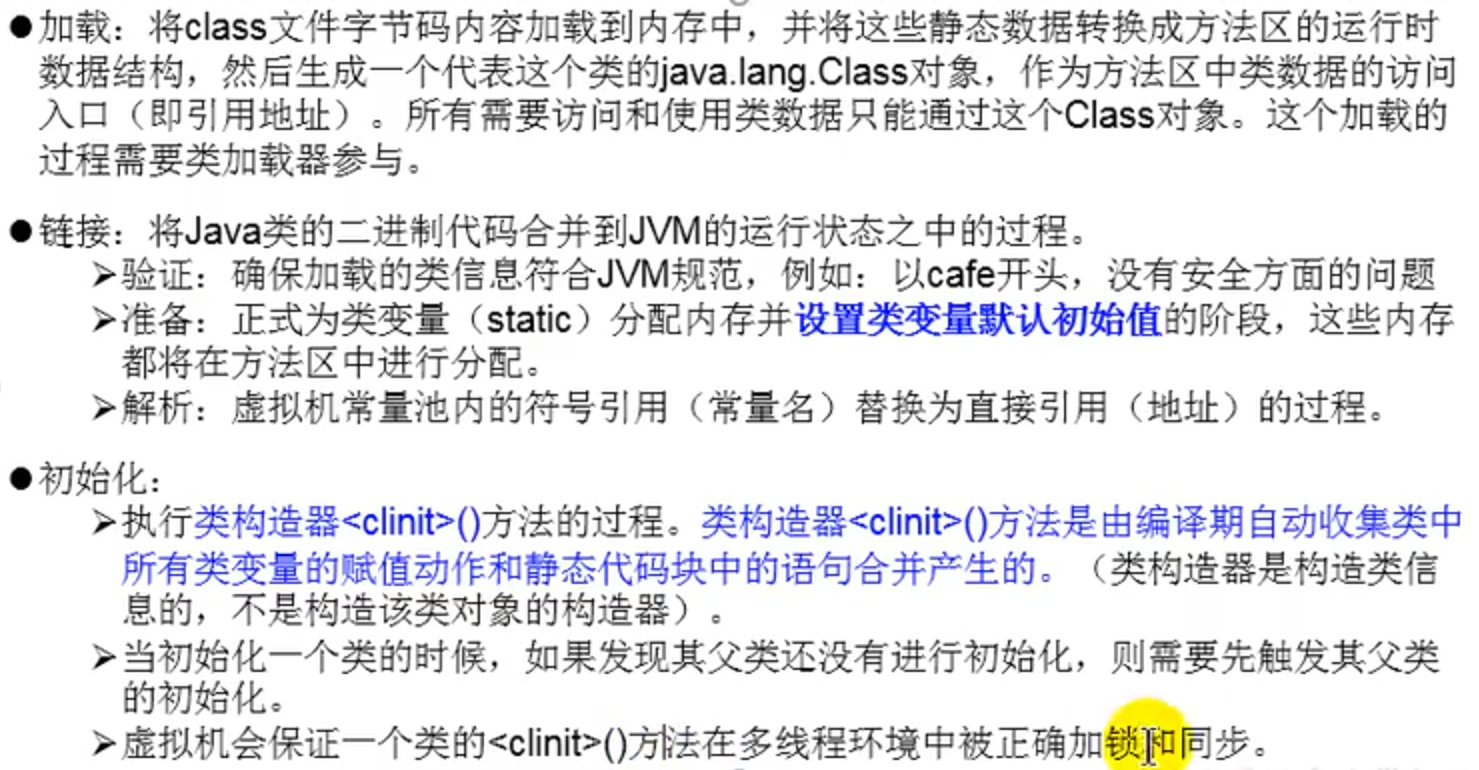 ●加载：将class文件字节码内容加载到内存中，并将这些静态数据转换成方法区的运行时
数据结构，然后生成一个代表这个类的java.lang.Class对象，作为方法区中类数据的访问
入口（即引用地址）。所有需要访问和使用类数据只能通过这个Class对象。这个加载的
过程需要类加载器参与。
●链接：将Java类的二进制代码合并到JVM的运行状态之中的过程。
➢验证：确保加载的类信息符合JVM规范，例如：以cafe开头，没有安全方面的问题
➢准备：正式为类变量（static）分配内存并设置类变量默认初始值的阶段，这些内存
都将在方法区中进行分配。
➢解析：虚拟机常量池内的符号引用（常量名）替换为直接引用（地址）的过程。
●初始化：
➢执行类构造器<clinit>()方法的过程。类构造器<clinit>()方法是由编译期自动收集类中
所有类变量的赋值动作和静态代码块中的语句合并产生的。（类构造器是构造类信
息的，不是构造该类对象的构造器）。
➢当初始化一个类的时候，如果发现其父类还没有进行初始化，则需要先触发其父类
的初始化。
➢虚拟机会保证一个类的<clinit>()方法在多线程环境中被正确加锁和同步。